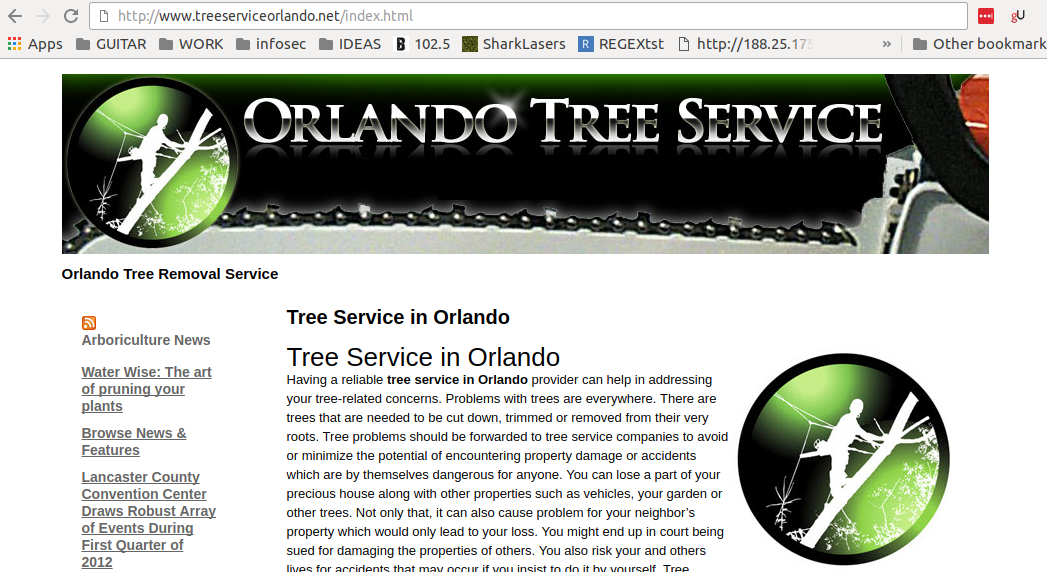 http://www.treeserviceorlando.net/index.html
gU
Apps GUITAR WORK infosec IDEAS B 102.5 SharkLasers R REGEXtst http://188.25.175 » Other bookmark
ORLANDO TREE SERVICE
Orlando Tree Removal Service
Arboriculture News
Water Wise: The art
of pruning your
plants
Browse News &
Features
Lancaster County
Convention Center
Draws Robust Array
of Events During
First Quarter of
2012
Tree Service in Orlando
Tree Service in Orlando
Having a reliable tree service in Orlando provider can help in addressing
your tree-related concerns. Problems with trees are everywhere. There are
trees that are needed to be cut down, trimmed or removed from their very
roots. Tree problems should be forwarded to tree service companies to avoid
or minimize the potential of encountering property damage or accidents
which are by themselves dangerous for anyone. You can lose a part of your
precious house along with other properties such as vehicles, your garden or
other trees. Not only that, it can also cause problem for your neighbor's
property which would only lead to your loss. You might end up in court being
sued for damaging the properties of others. You also risk your and others
lives for accidents that may occur if you insist to do it by yourself. Tree